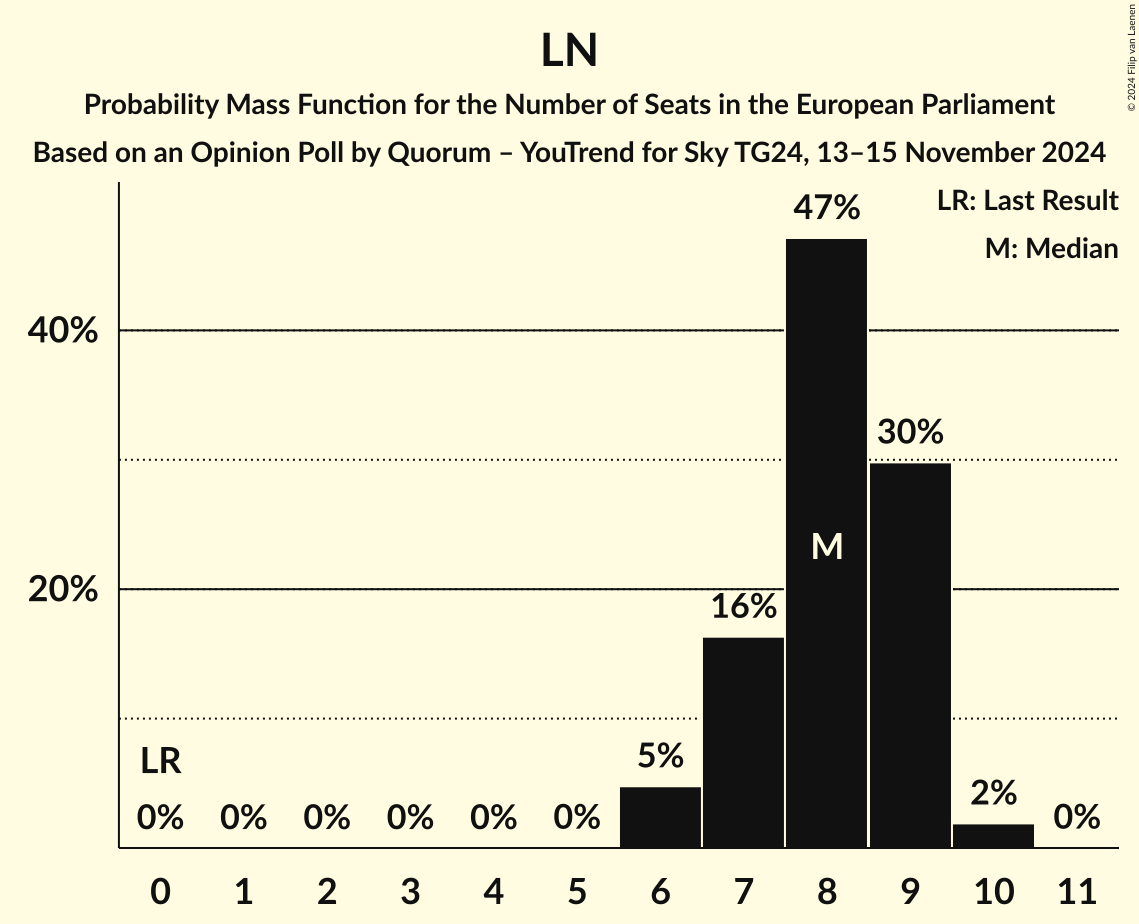 LN
Probability Mass Function for the Number of Seats in the European Parliament
Based on an Opinion Poll by Quorum – YouTrend for Sky TG24, 13–15 November 2024
© 2024 Filip van Laenen
LR: Last Result
M: Median
47%
40%
30%
M
20%
16%
LR
5%
2%
0% 0% 0% 0% 0% 0% 0%
0 1 2 3 4 5 6 7 8 9 10 11